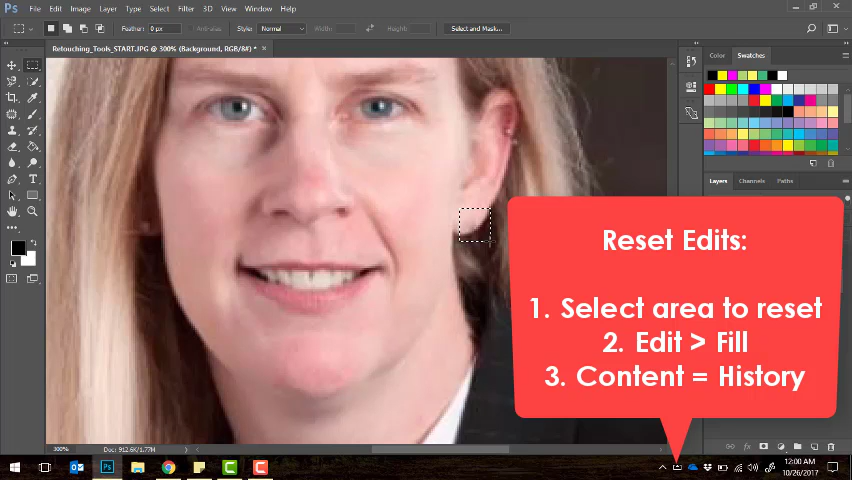 Ps File Edit Image Layer Type Select Filter 3D View Window Help
Feather: 0 px Anti-alias Style: Normal Width: Height: Select and Mask...
Retouching_Tools_START.JPG @ 300% (Background, RGB/8#) * ×
Color Swatches
Layers Channels Paths
Reset Edits:
1. Select area to reset
2. Edit > Fill
3. Content = History
300% Doc: 912.6K/1.77M
fx
12:00 AM
10/26/2017